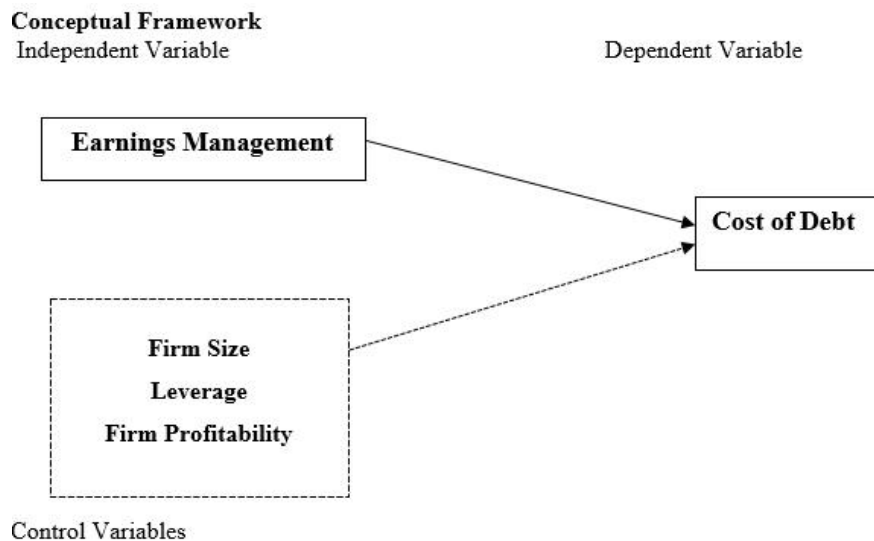 Conceptual Framework
Independent Variable
Dependent Variable
Earnings Management
Cost of Debt
Firm Size
Leverage
Firm Profitability
Control Variables